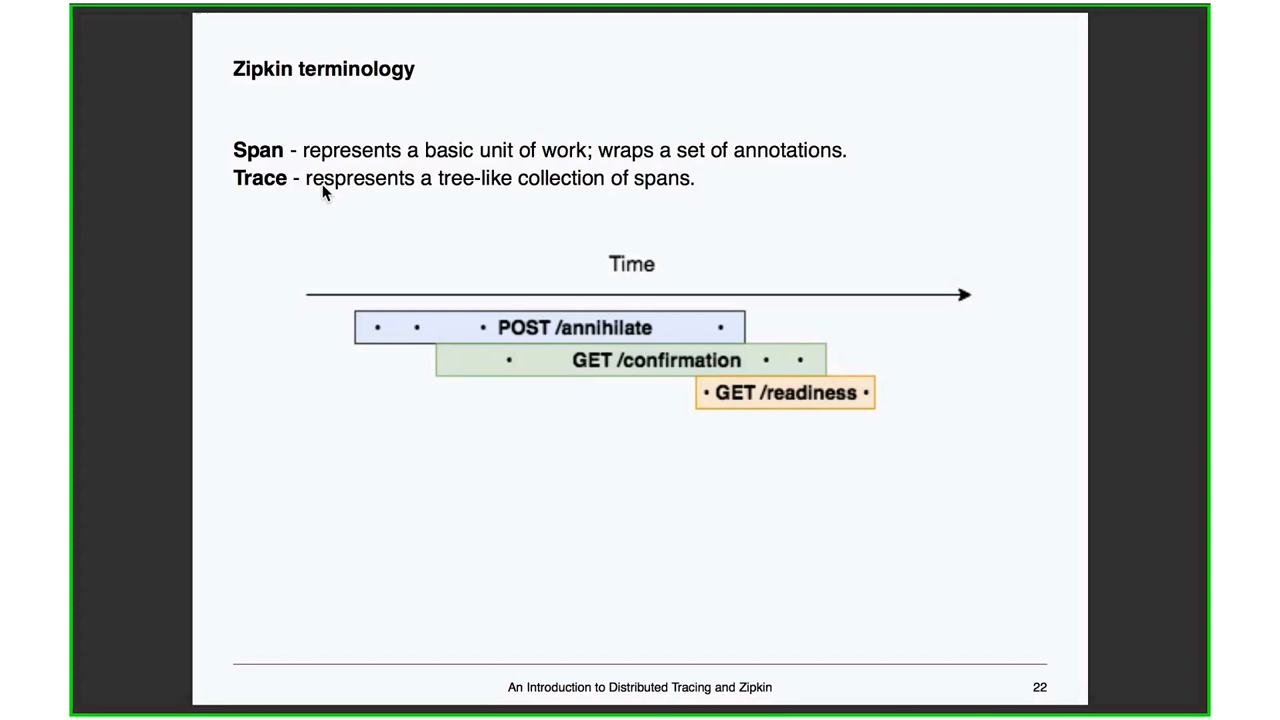 Zipkin terminology
Span - represents a basic unit of work; wraps a set of annotations.
Trace - respresents a tree-like collection of spans.
Time
POST /annihilate
GET /confirmation
GET /readiness
An Introduction to Distributed Tracing and Zipkin
22